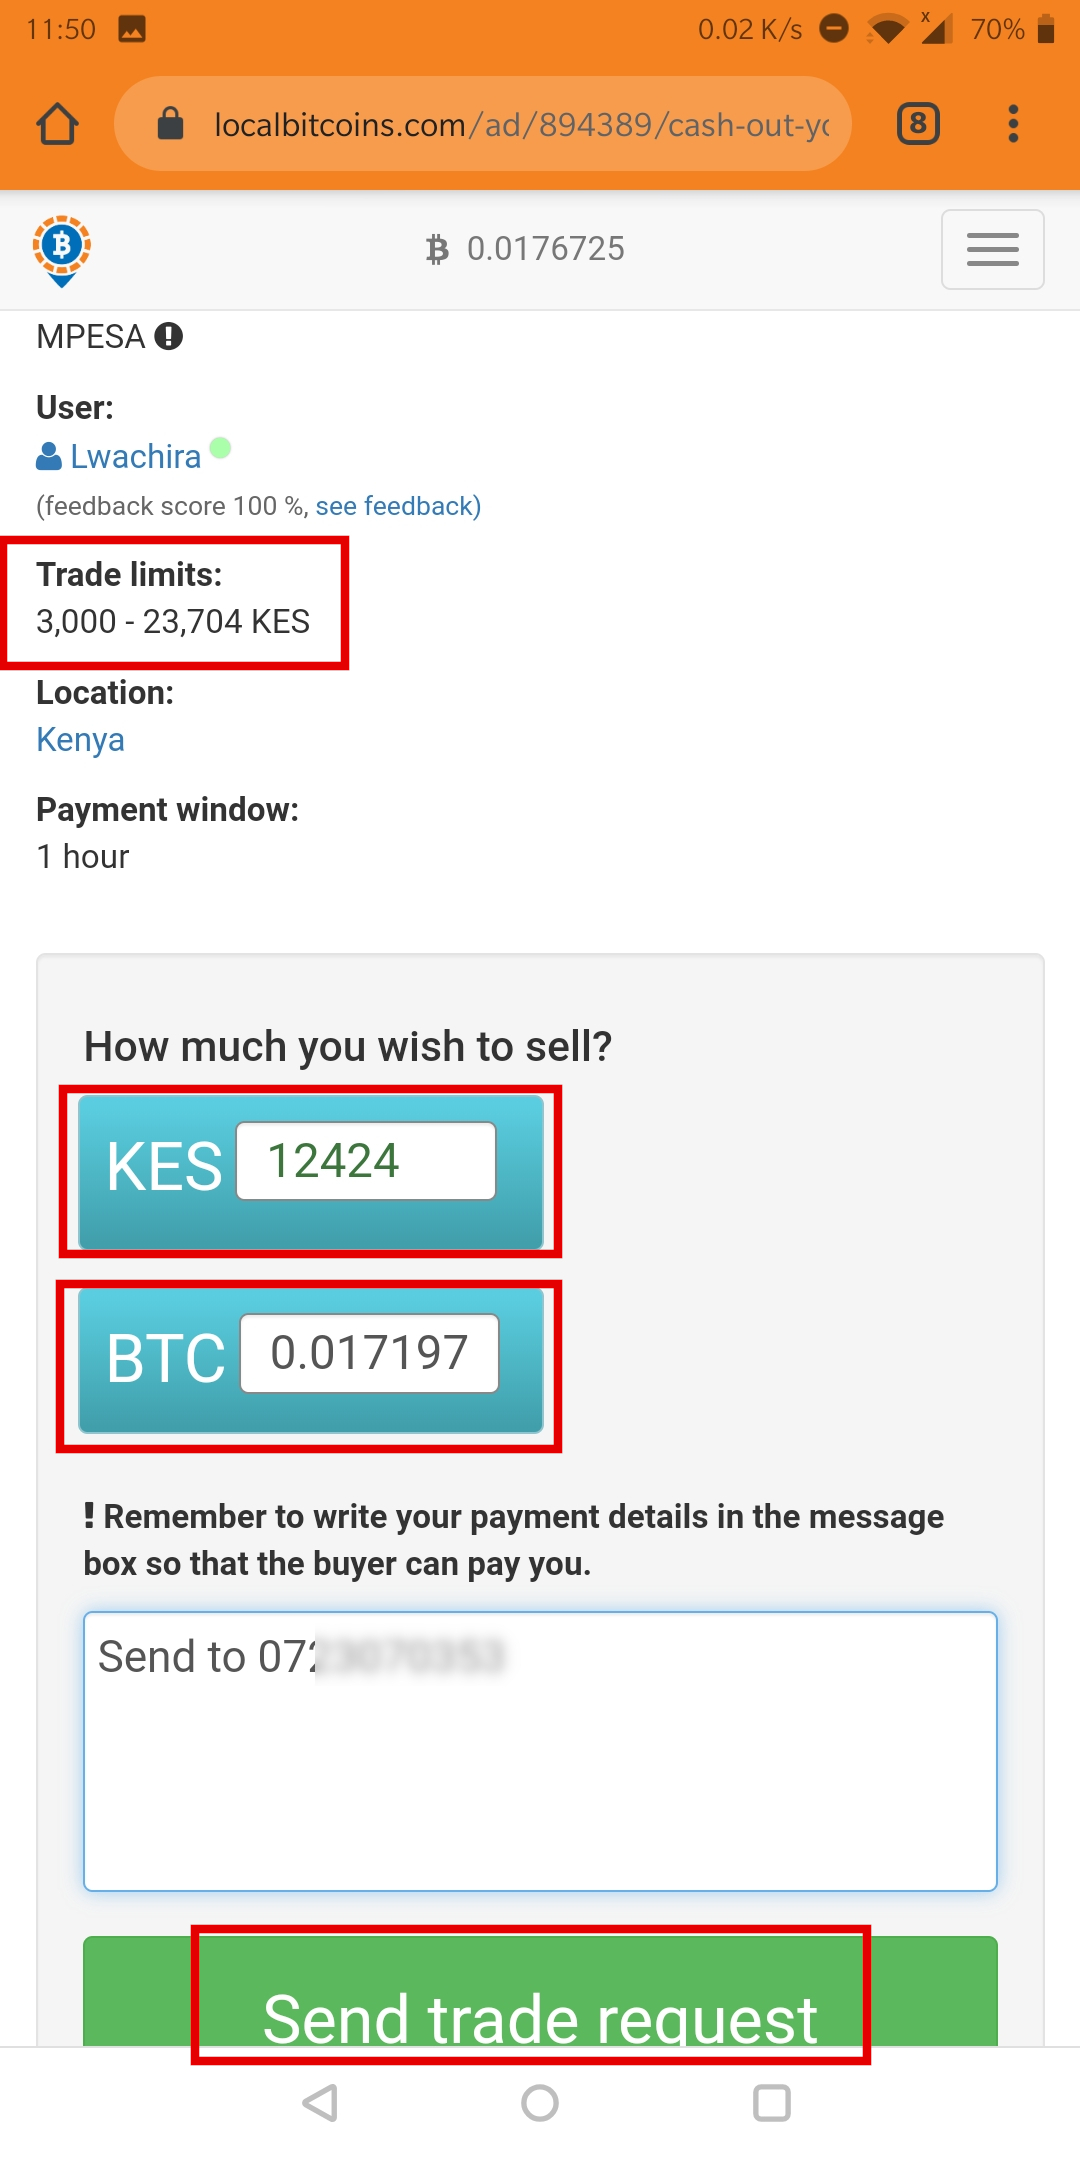 11:50 0.02 K/s x 70%
localbitcoins.com/ad/894389/cash-out-yo
8
0.0176725
MPESA
User:
Lwachira
(feedback score 100 %, see feedback)
Trade limits:
3,000 - 23,704 KES
Location:
Kenya
Payment window:
1 hour
How much you wish to sell?
KES 12424
BTC 0.017197
! Remember to write your payment details in the message
box so that the buyer can pay you.
Send to 07
Send trade request